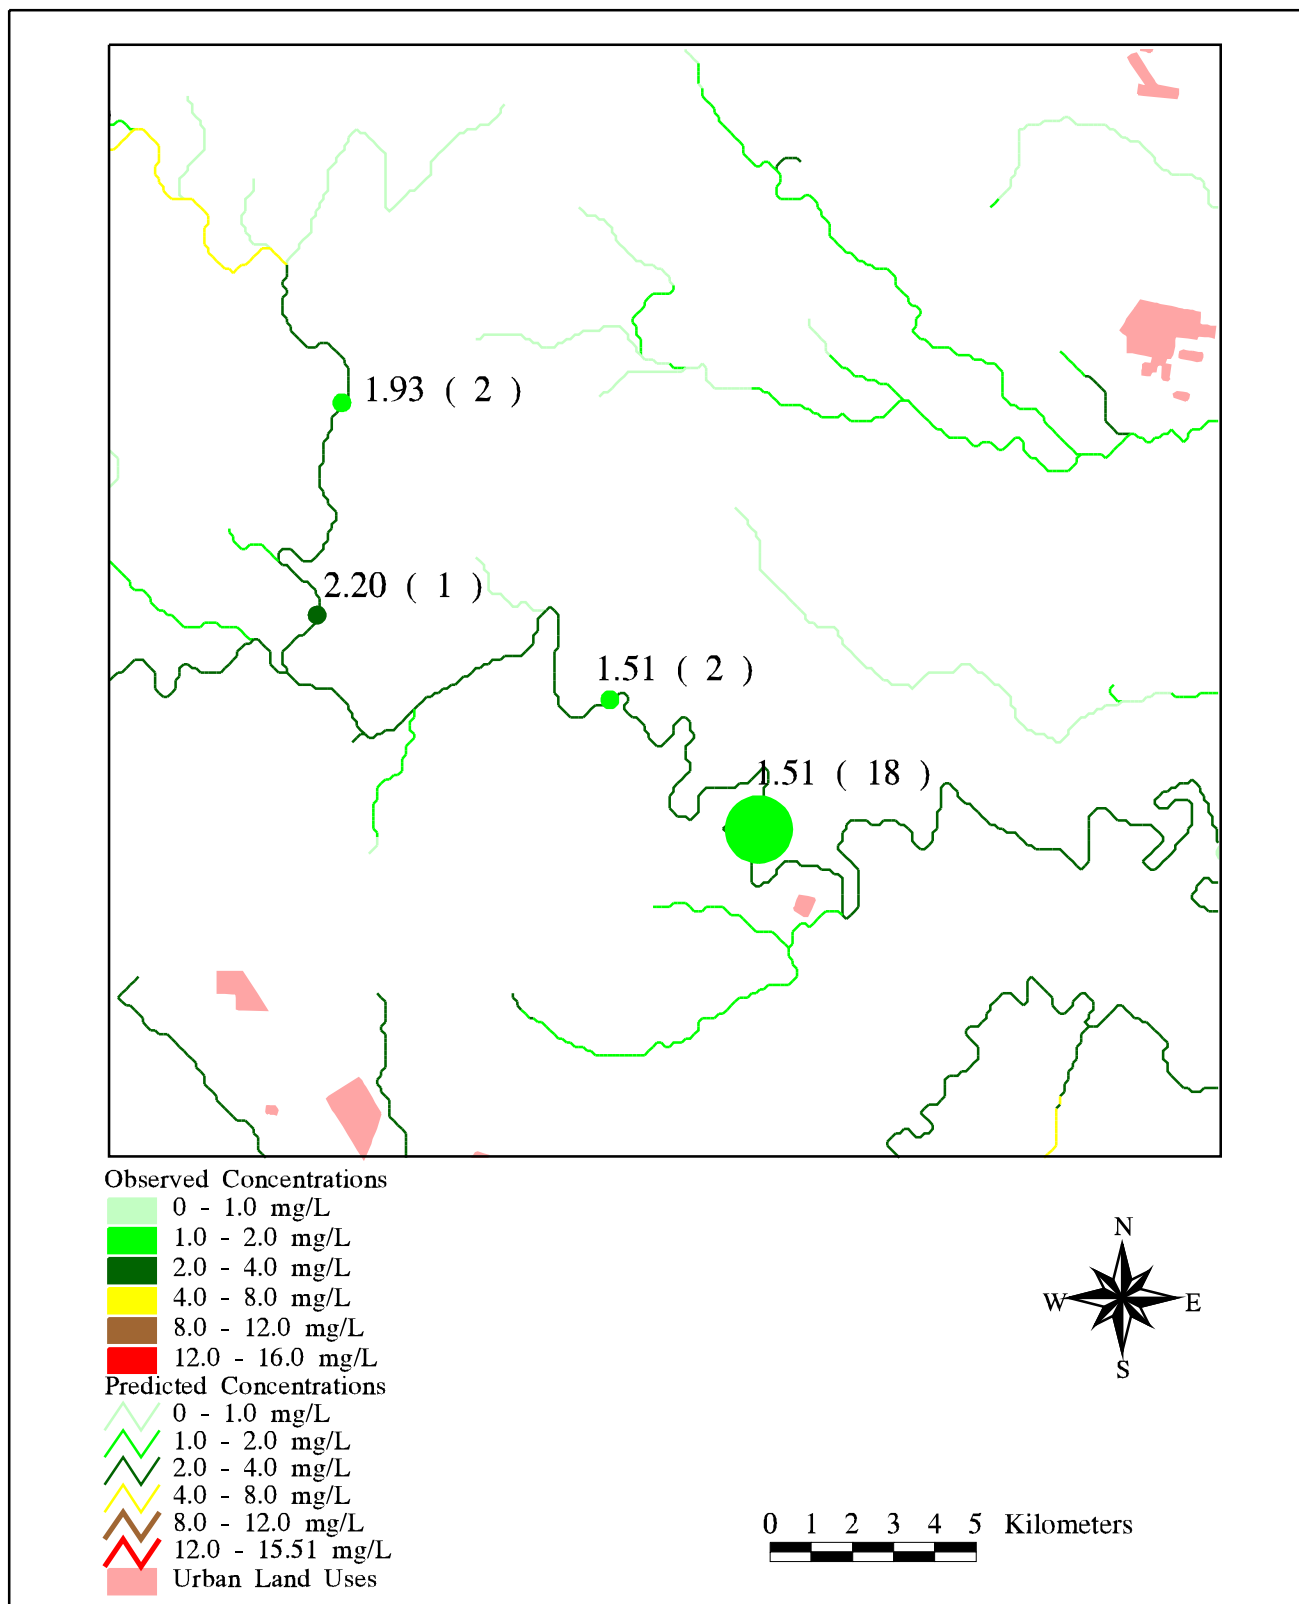 1.93 ( 2 )
2.20 ( 1 )
1.51 ( 2 )
1.51 ( 18 )
Observed Concentrations
0 - 1.0 mg/L
1.0 - 2.0 mg/L
2.0 - 4.0 mg/L
4.0 - 8.0 mg/L
8.0 - 12.0 mg/L
12.0 - 16.0 mg/L
Predicted Concentrations
0 - 1.0 mg/L
1.0 - 2.0 mg/L
2.0 - 4.0 mg/L
4.0 - 8.0 mg/L
8.0 - 12.0 mg/L
12.0 - 15.51 mg/L
Urban Land Uses
N
W E
S
0 1 2 3 4 5 Kilometers